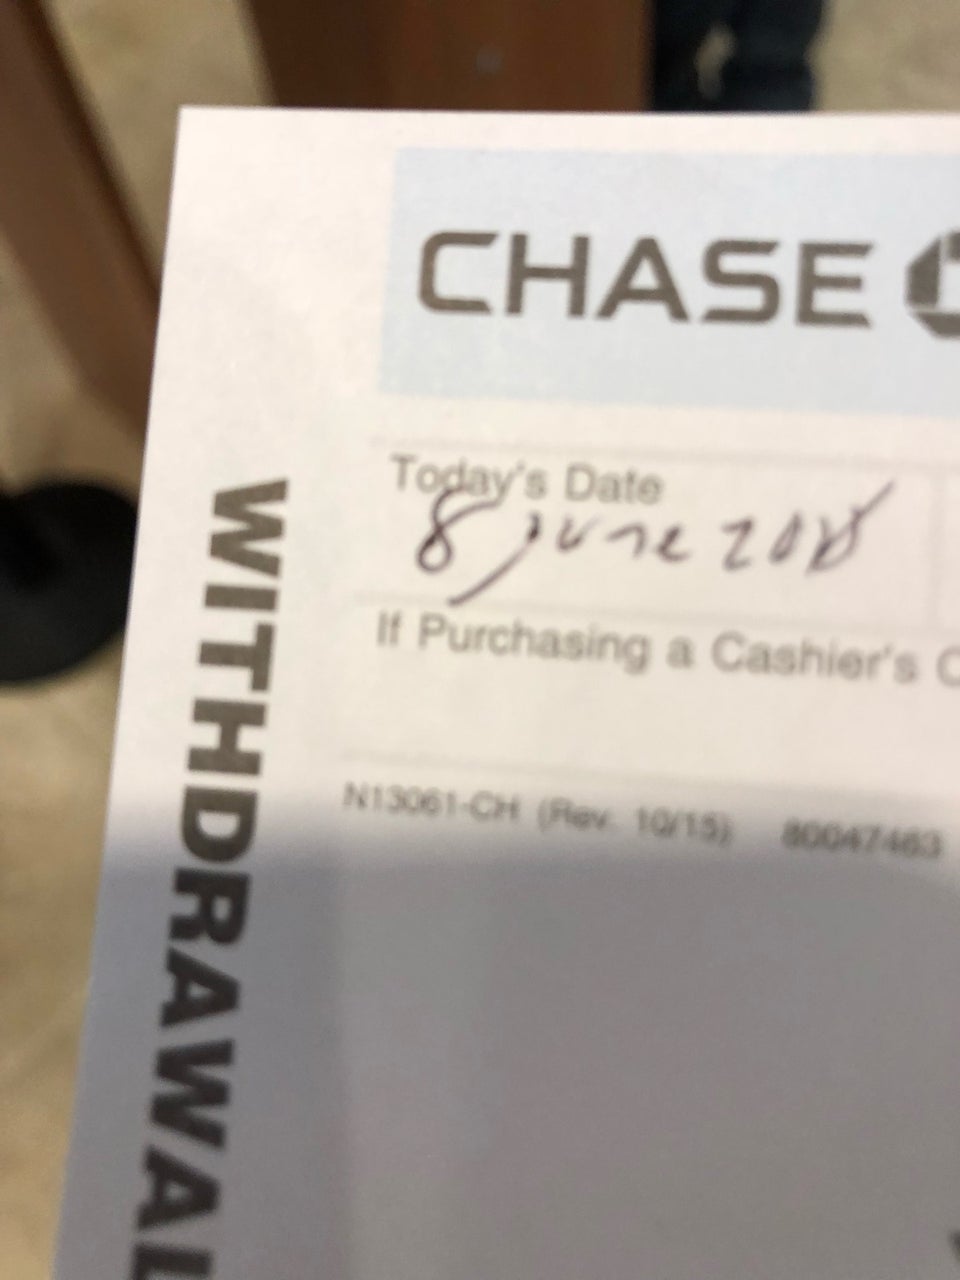 CHASE
Today's Date
8 June 2018
If Purchasing a Cashier's
N13061-CH (Rev. 10/15) 80047463
WITHDRAWAL